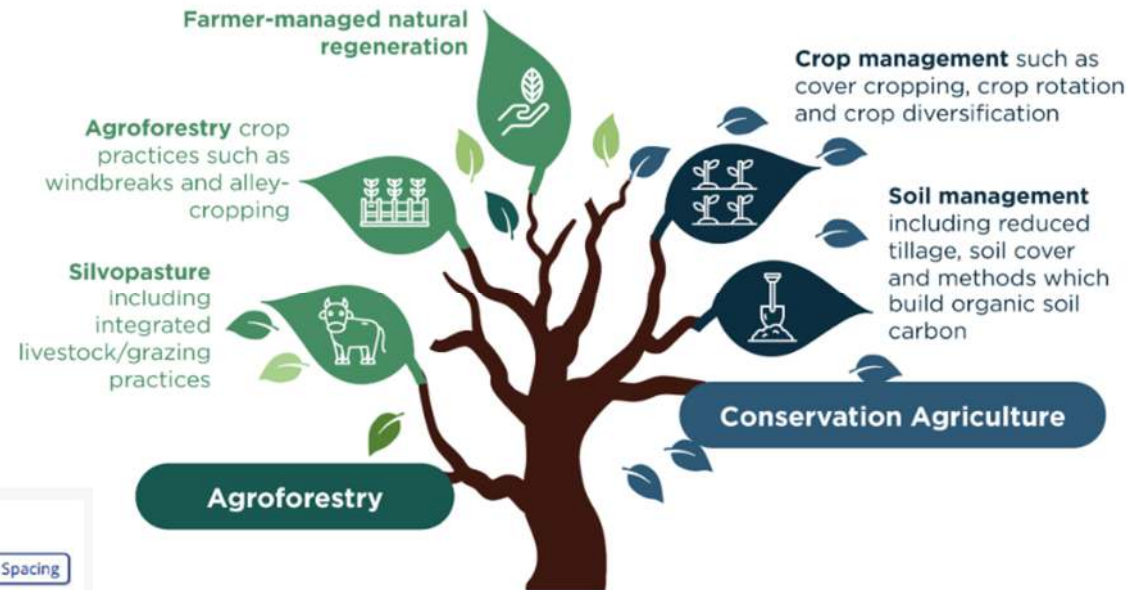 Farmer-managed natural
regeneration
Agroforestry crop
practices such as
windbreaks and alley-
cropping
Silvopasture
including
integrated
livestock/grazing
practices
Agroforestry
Crop management such as
cover cropping, crop rotation
and crop diversification
Soil management
including reduced
tillage, soil cover
and methods which
build organic soil
carbon
Conservation Agriculture
Spacing